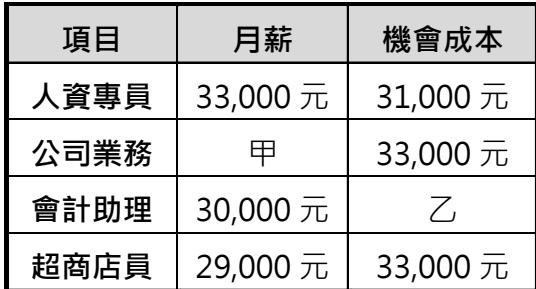 項目 月薪 機會成本
人資專員 33,000 元 31,000 元
公司業務 甲 33,000 元
會計助理 30,000 元 乙
超商店員 29,000 元 33,000 元